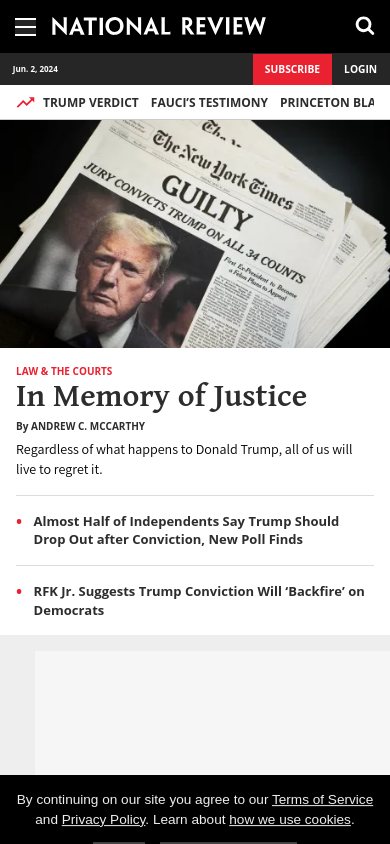 NATIONAL REVIEW
Jun. 2, 2024
SUBSCRIBE
LOGIN
TRUMP VERDICT
FAUCI'S TESTIMONY
PRINCETON BLA
The New York Times
GUILTY
JURY CONVICTS TRUMP ON ALL 34 COUNTS
First Ex-President to Become
a Felon Plans to Appeal
LAW & THE COURTS
In Memory of Justice
By ANDREW C. MCCARTHY
Regardless of what happens to Donald Trump, all of us will
live to regret it.
• Almost Half of Independents Say Trump Should
Drop Out after Conviction, New Poll Finds
• RFK Jr. Suggests Trump Conviction Will ‘Backfire’ on
Democrats
By continuing on our site you agree to our Terms of Service
and Privacy Policy. Learn about how we use cookies.